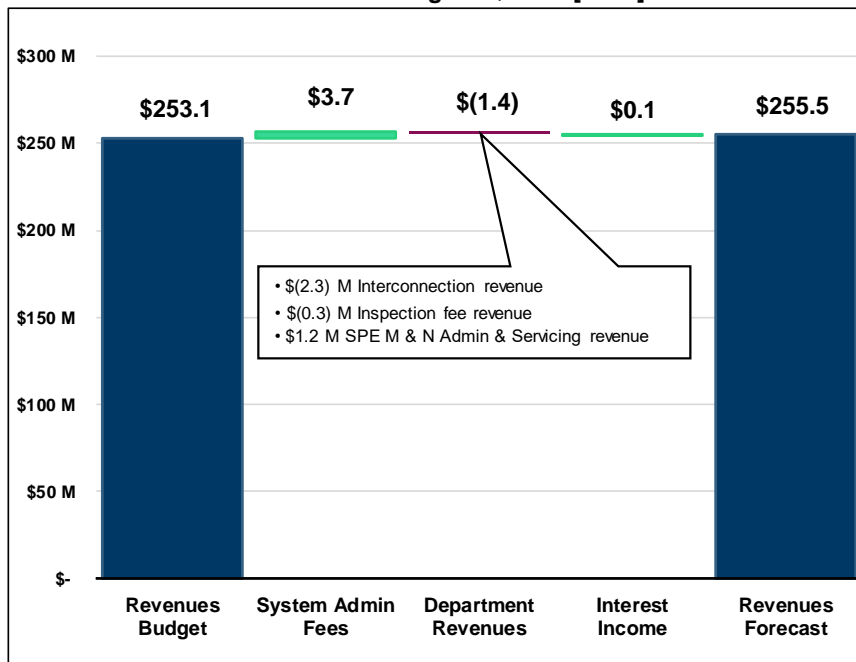 $300 M
$250 M
$200 M
$150 M
$100 M
$50 M
$-
$253.1
$3.7
$(1.4)
$0.1
$255.5
• $(2.3) M Interconnection revenue
• $(0.3) M Inspection fee revenue
• $1.2 M SPE M & N Admin & Servicing revenue
Revenues
Budget
System Admin
Fees
Department
Revenues
Interest
Income
Revenues
Forecast